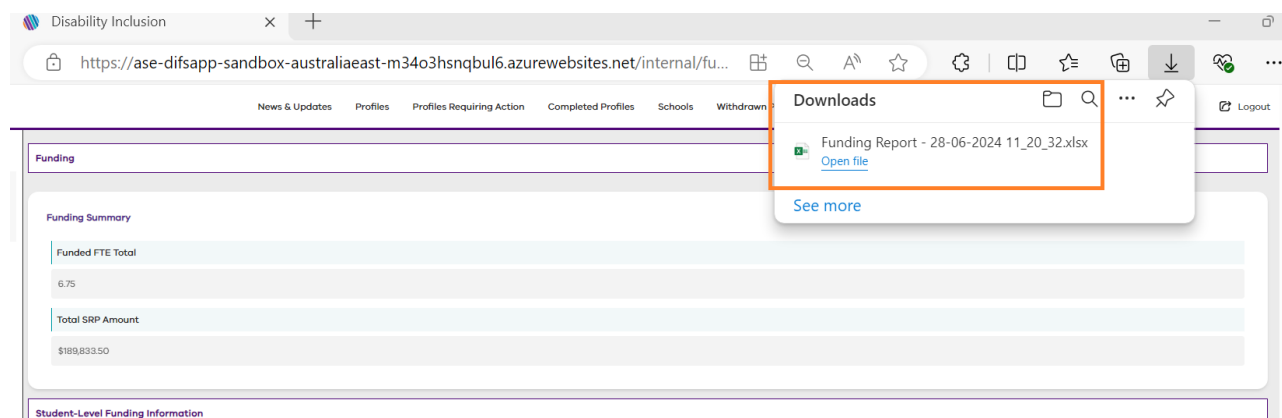 Disability Inclusion
https://ase-difsapp-sandbox-australiaeast-m34o3hsnqbul6.azurewebsites.net/internal/fu...
News & Updates Profiles Profiles Requiring Action Completed Profiles Schools Withdrawn Logout
Downloads
Funding Report - 28-06-2024 11_20_32.xlsx
Open file
See more
Funding
Funding Summary
Funded FTE Total
6.75
Total SRP Amount
$189,833.50
Student-Level Funding Information